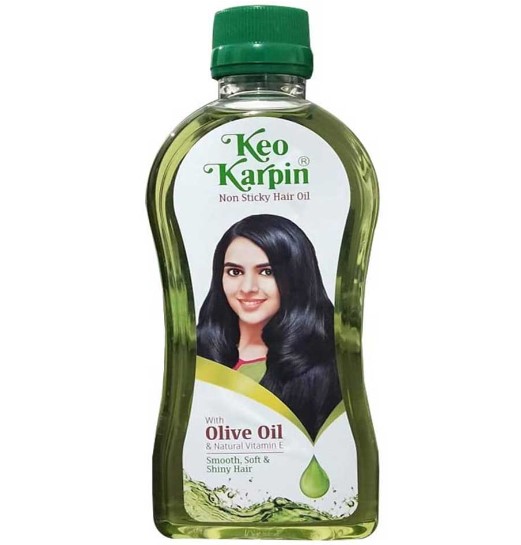 Keo
Karpin®
Non Sticky Hair Oil
With
Olive Oil
& Natural Vitamin E
Smooth, Soft &
Shiny Hair